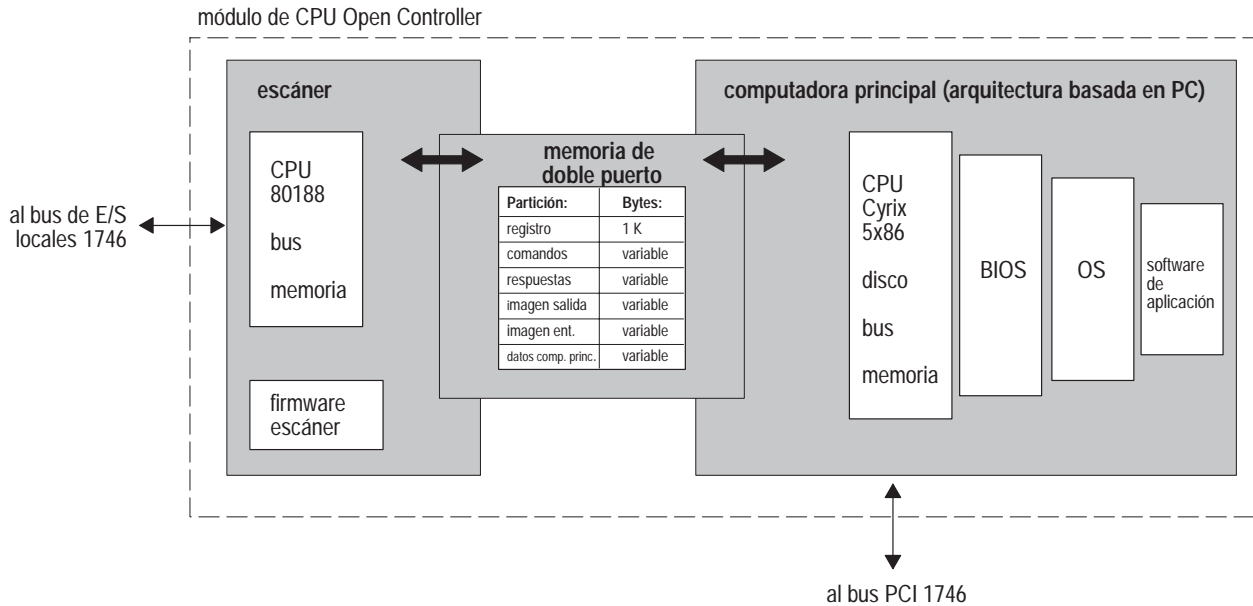 módulo de CPU Open Controller
escáner
computadora principal (arquitectura basada en PC)
memoria de
doble puerto
CPU
80188
bus
memoria
firmware
escáner
al bus de E/S
locales 1746
Partición: Bytes:
registro 1 K
comandos variable
respuestas variable
imagen salida variable
imagen ent. variable
datos comp. princ. variable
CPU
Cyrix
5x86
disco
bus
memoria
BIOS
OS
software
de
aplicación
al bus PCI 1746